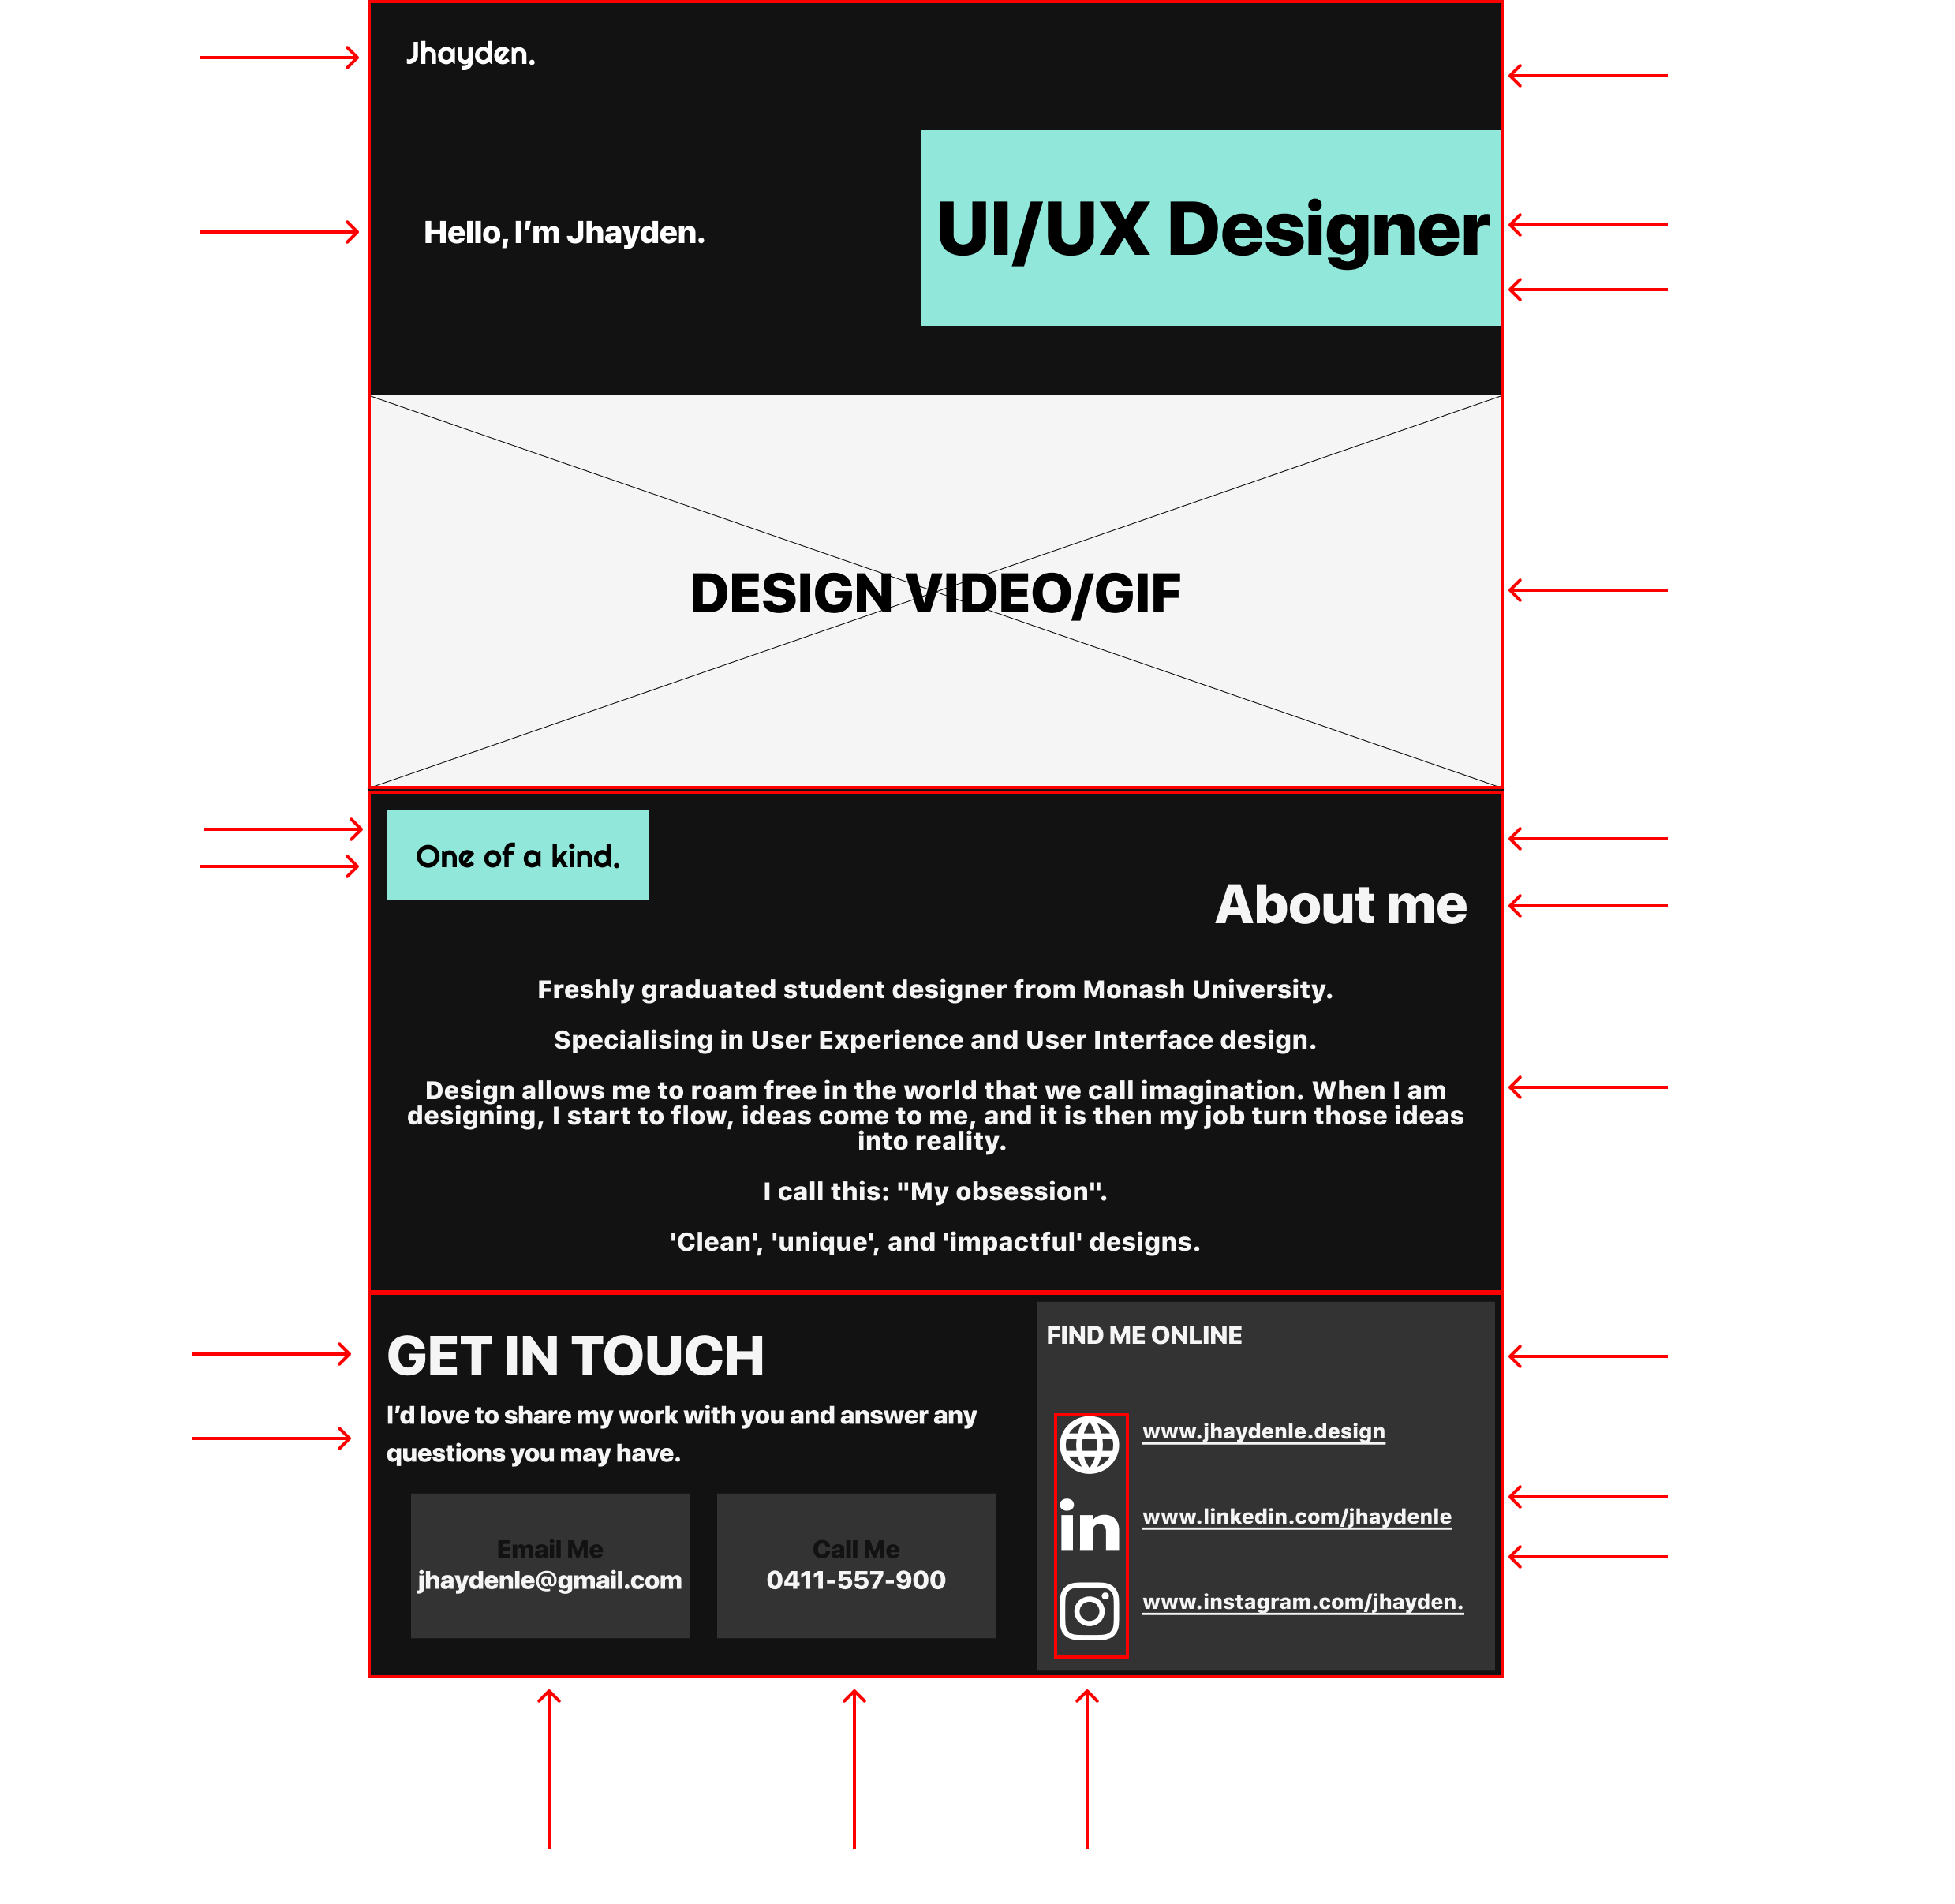 Jhayden.
Hello, I’m Jhayden.
UI/UX Designer
DESIGN VIDEO/GIF
One of a kind.
About me
Freshly graduated student designer from Monash University.
Specialising in User Experience and User Interface design.
Design allows me to roam free in the world that we call imagination. When I am
designing, I start to flow, ideas come to me, and it is then my job turn those ideas
into reality.
I call this: "My obsession".
'Clean', 'unique', and 'impactful' designs.
GET IN TOUCH
I’d love to share my work with you and answer any
questions you may have.
Email Me
jhaydenle@gmail.com
Call Me
0411-557-900
FIND ME ONLINE
www.jhaydenle.design
in
www.linkedin.com/jhaydenle
www.instagram.com/jhayden.